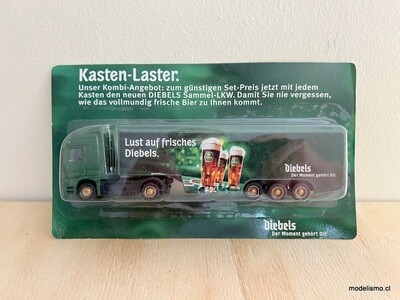 Kasten-Laster.
Unser Kombi-Angebot: zum günstigen Set-Preis jetzt mit jedem
Kasten den neuen DIEBELS Sammel-LKW. Damit Sie nie vergessen,
wie das vollmundig frische Bier zu Ihnen kommt.
Lust auf frisches
Diebels.
Diebels
Der Moment gehört Dir.
Diebels
Der Moment gehört Dir.
modelismo.cl